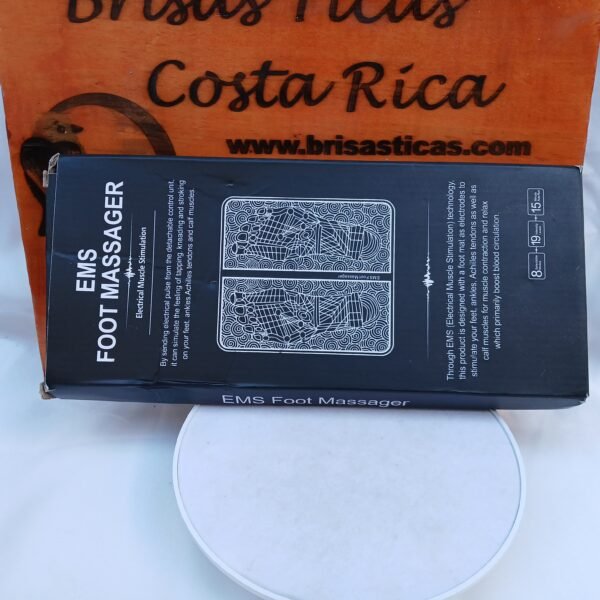 Brisas Ticas
Costa Rica
www.brisasticas.com
EMS
FOOT MASSAGER
Electrical Muscle Stimulation
By sending electrical pulse from the detachable control unit,
it can simulate the feeling of tapping, kneading and stroking
on your feet, ankles Achilles tendons and calf muscles.
EMS Foot Massager
Through EMS (Electrical Muscle Stimulation) technology,
this product is designed with a foot mat as electrodes to
stimulate your feet, ankles, Achilles tendons as well as
calf muscles for muscle contraction and relax
which primarily boost blood circulation.
8
19
15
EMS Foot Massager